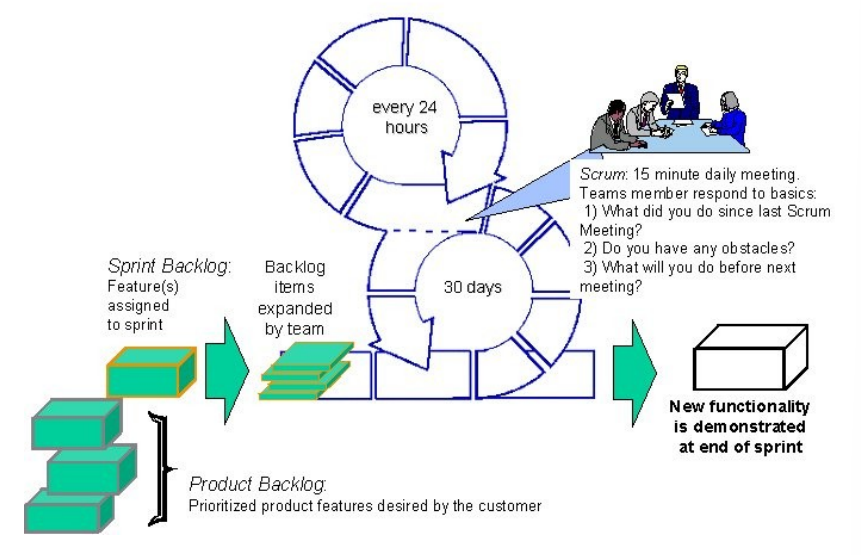 every 24
hours
Scrum: 15 minute daily meeting.
Teams member respond to basics:
1) What did you do since last Scrum
Meeting?
2) Do you have any obstacles?
3) What will you do before next
meeting?
30 days
Sprint Backlog:
Feature(s)
assigned
to sprint
Backlog
items
expanded
by team
New functionality
is demonstrated
at end of sprint
Product Backlog:
Prioritized product features desired by the customer